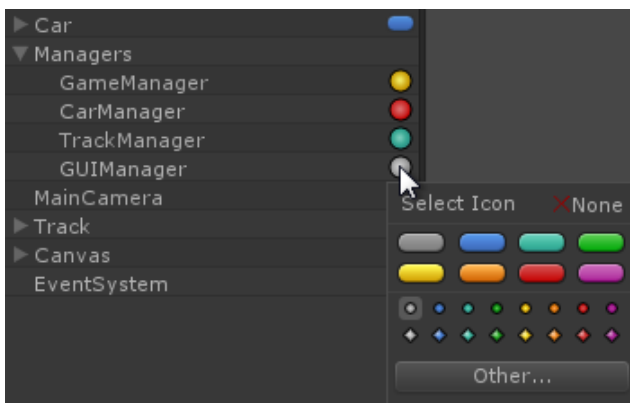 Car
Managers
GameManager
CarManager
TrackManager
GUIManager
MainCamera
Select Icon None
Track
Canvas
EventSystem
Other...